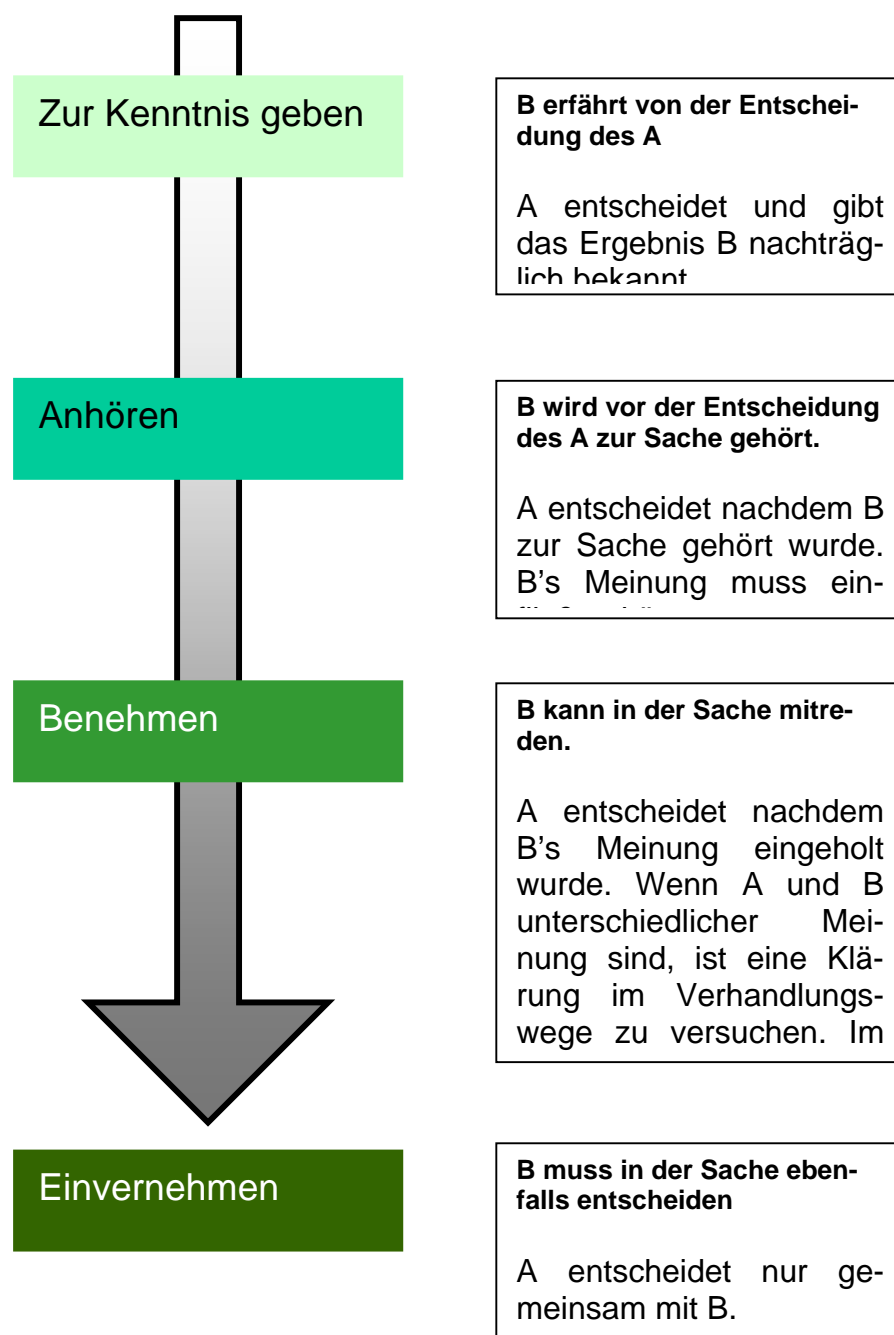 Zur Kenntnis geben
B erfährt von der Entschei-
dung des A
A entscheidet und gibt
das Ergebnis B nachträg-
lich bekannt
Anhören
B wird vor der Entscheidung
des A zur Sache gehört.
A entscheidet nachdem B
zur Sache gehört wurde.
B's Meinung muss ein-
Benehmen
B kann in der Sache mitre-
den.
A entscheidet nachdem
B's Meinung eingeholt
wurde. Wenn A und B
unterschiedlicher Mei-
nung sind, ist eine Klä-
rung im Verhandlungs-
wege zu versuchen. Im
Einvernehmen
B muss in der Sache eben-
falls entscheiden
A entscheidet nur ge-
meinsam mit B.